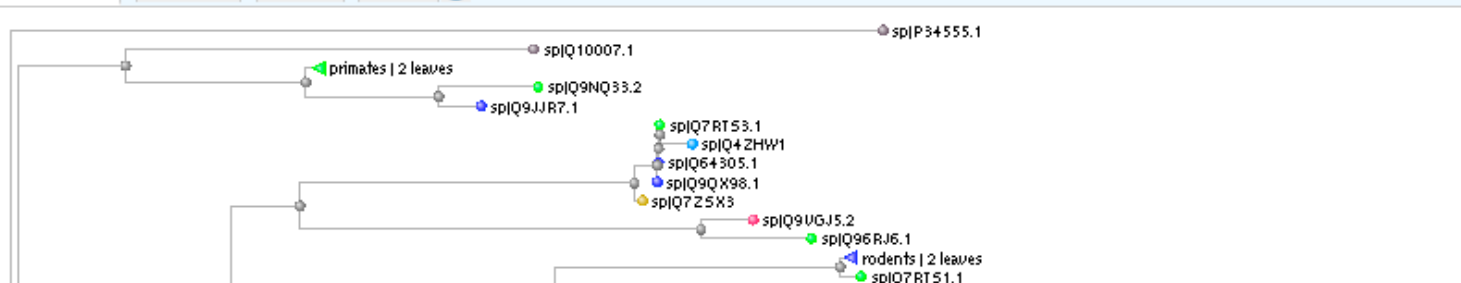 sp|P34555.1
sp|Q10007.1
primates | 2 leaves
sp|Q9NQ33.2
sp|Q9JJR7.1
sp|Q7RTS3.1
sp|Q4ZHW1
sp|Q64305.1
sp|Q9QX98.1
sp|Q7ZSX3
sp|Q9VGJ5.2
sp|Q96RJ6.1
rodents | 2 leaves
sp|Q7RTS1.1